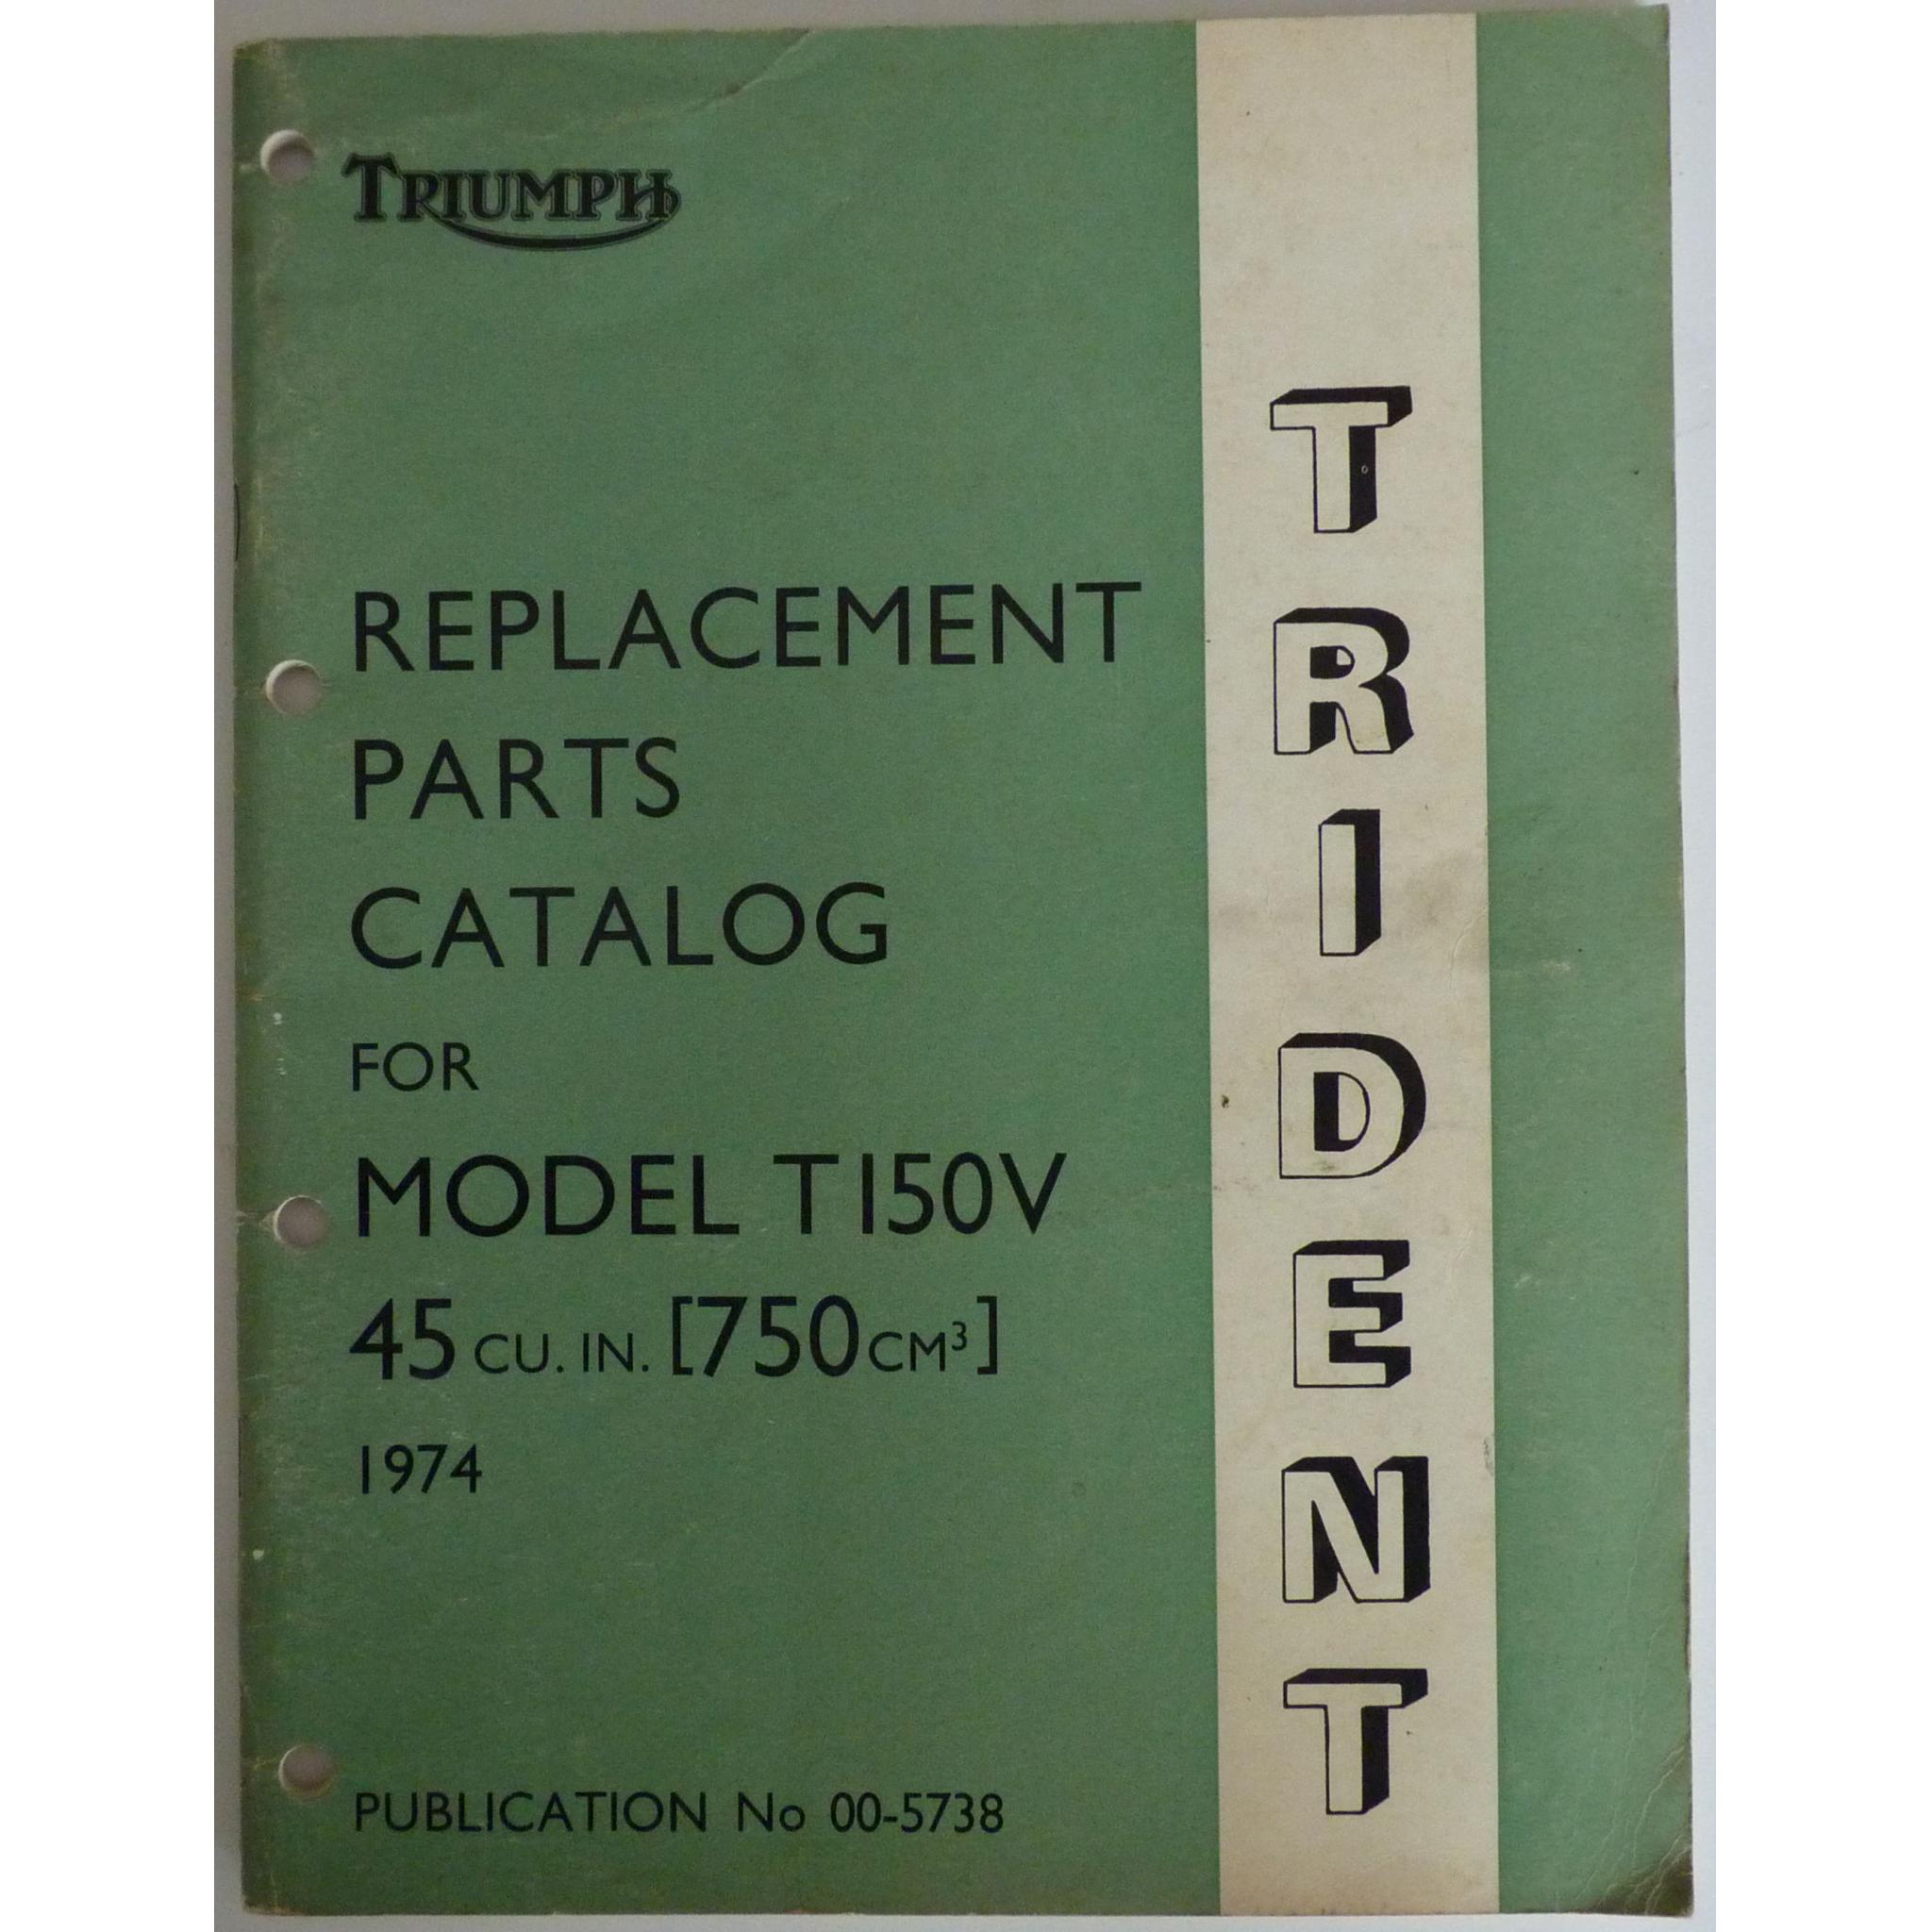 TRIUMPH
REPLACEMENT
PARTS
CATALOG
FOR
MODEL T150V
45 CU. IN. [750 CM³]
1974
PUBLICATION No 00-5738
TRIDENT